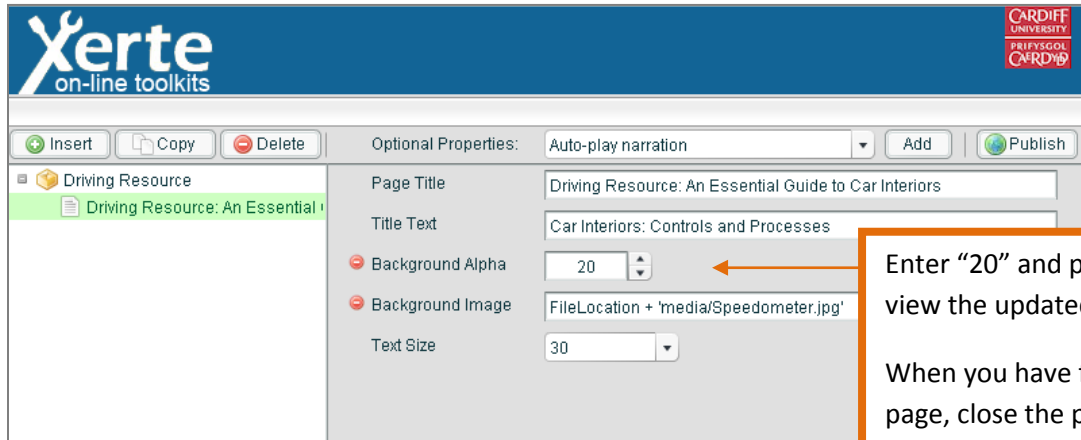 Xerte
on-line toolkits
CARDIFF
UNIVERSITY
PRIFYSGOL
CAERDYDD
Insert Copy Delete Optional Properties: Auto-play narration Add Publish
Driving Resource
Driving Resource: An Essential
Page Title Driving Resource: An Essential Guide to Car Interiors
Title Text Car Interiors: Controls and Processes
Background Alpha 20
Background Image FileLocation + 'media/Speedometer.jpg'
Text Size 30
Enter “20” and p
view the update
When you have
page, close the p